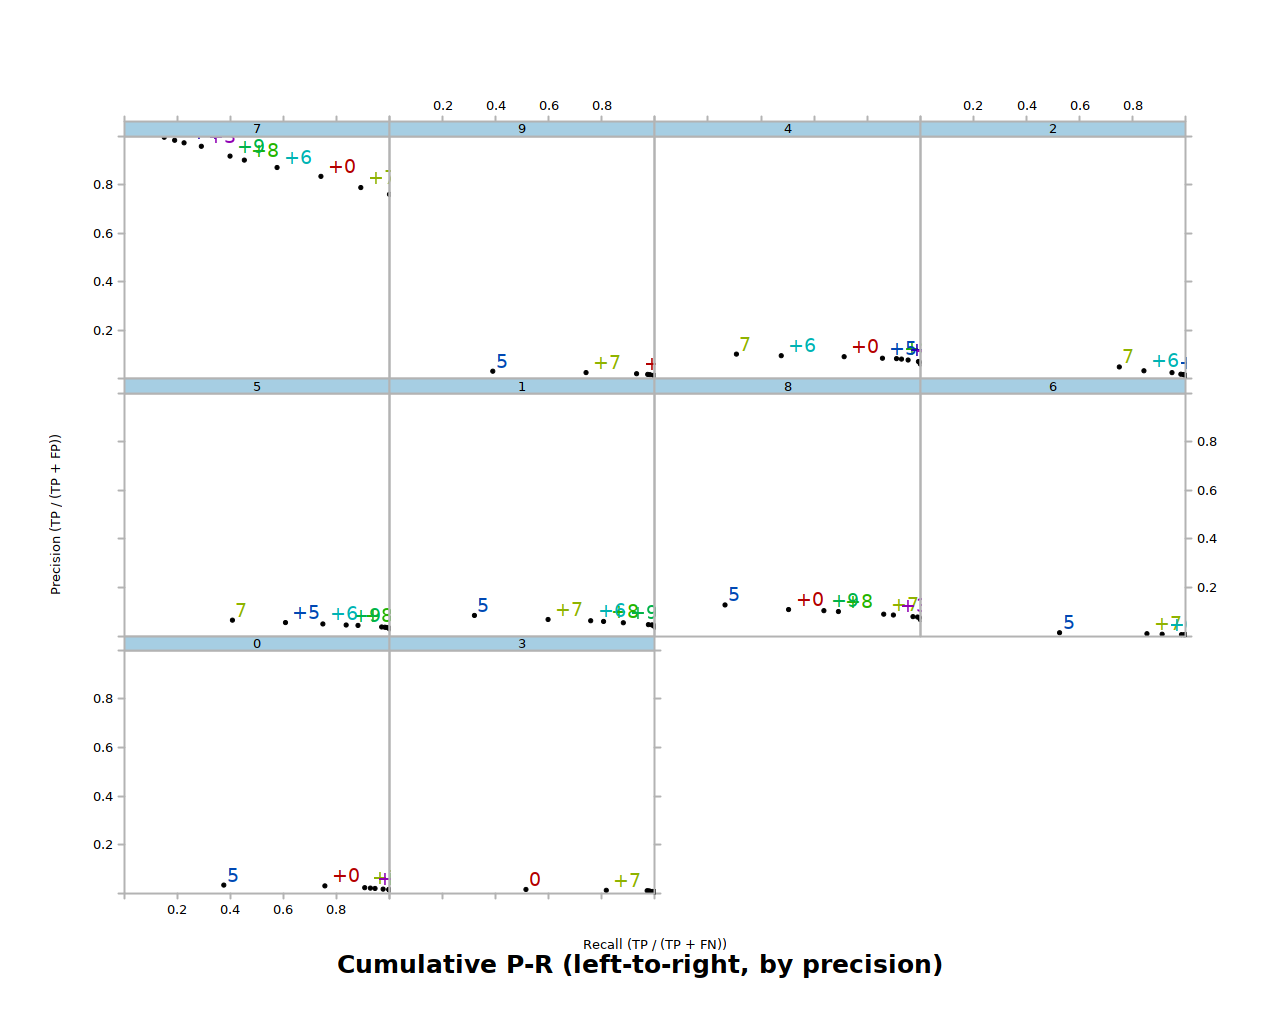 0.2 0.4 0.6 0.8 0.2 0.4 0.6 0.8
7 9 4 2
+9 +8 +6 +0
0.8
0.6
0.4
0.2
5 +7 7 +6 +0 +5 7 +6
5 1 8 6
0.8
0.6
0.4
0.2
Precision (TP / (TP + FP))
7 +5 +6 +9 +8 5 +7 +6 +8 +9 5 +0 +9 +8 +7 5 +7
0 3
0.8
0.6
0.4
0.2
5 +0 0 +7
0.2 0.4 0.6 0.8
Recall (TP / (TP + FN))
Cumulative P-R (left-to-right, by precision)